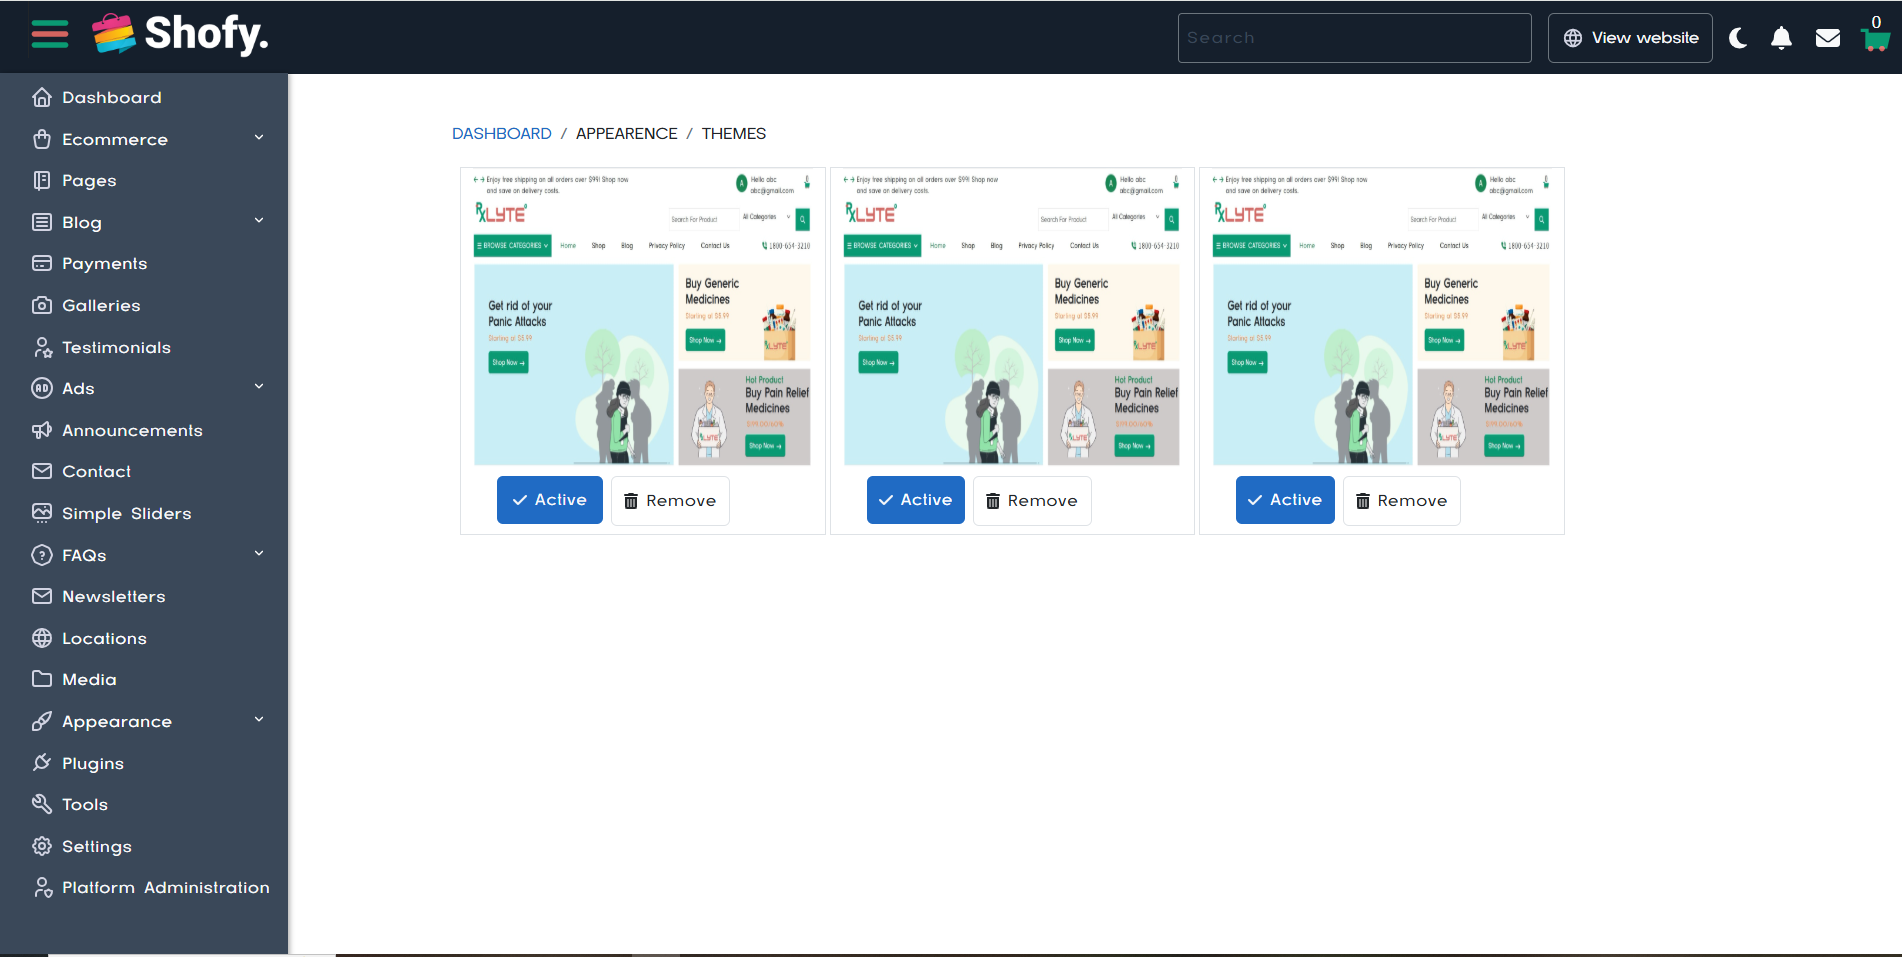 Shofy.
Search
View website
0
Dashboard
Ecommerce
Pages
Blog
Payments
Galleries
Testimonials
AD Ads
Announcements
Contact
Simple Sliders
FAQs
Newsletters
Locations
Media
Appearance
Plugins
Tools
Settings
Platform Administration
DASHBOARD / APPEARENCE / THEMES
Enjoy free shipping on all orders over $99! Shop now
and save on delivery costs.
A
Hello abc
abc@gmail.com
RXLYTE
Search For Product
All Categories
BROWSE CATEGORIES
Home Shop Blog Privacy Policy Contact Us
1800-654-3210
Get rid of your
Panic Attacks
Starting at $5.99
Shop Now →
Buy Generic
Medicines
Starting at $5.99
Shop Now →
RXLYTE
Hot Product
Buy Pain Relief
Medicines
Shop Now →
RXLYTE
Active
Remove
Enjoy free shipping on all orders over $99! Shop now
and save on delivery costs.
A
Hello abc
abc@gmail.com
RXLYTE
Search For Product
All Categories
BROWSE CATEGORIES
Home Shop Blog Privacy Policy Contact Us
1800-654-3210
Get rid of your
Panic Attacks
Starting at $5.99
Shop Now →
Buy Generic
Medicines
Starting at $5.99
Shop Now →
RXLYTE
Hot Product
Buy Pain Relief
Medicines
Shop Now →
RXLYTE
Active
Remove
Enjoy free shipping on all orders over $99! Shop now
and save on delivery costs.
A
Hello abc
abc@gmail.com
RXLYTE
Search For Product
All Categories
BROWSE CATEGORIES
Home Shop Blog Privacy Policy Contact Us
1800-654-3210
Get rid of your
Panic Attacks
Starting at $5.99
Shop Now →
Buy Generic
Medicines
Starting at $5.99
Shop Now →
RXLYTE
Hot Product
Buy Pain Relief
Medicines
Shop Now →
RXLYTE
Active
Remove